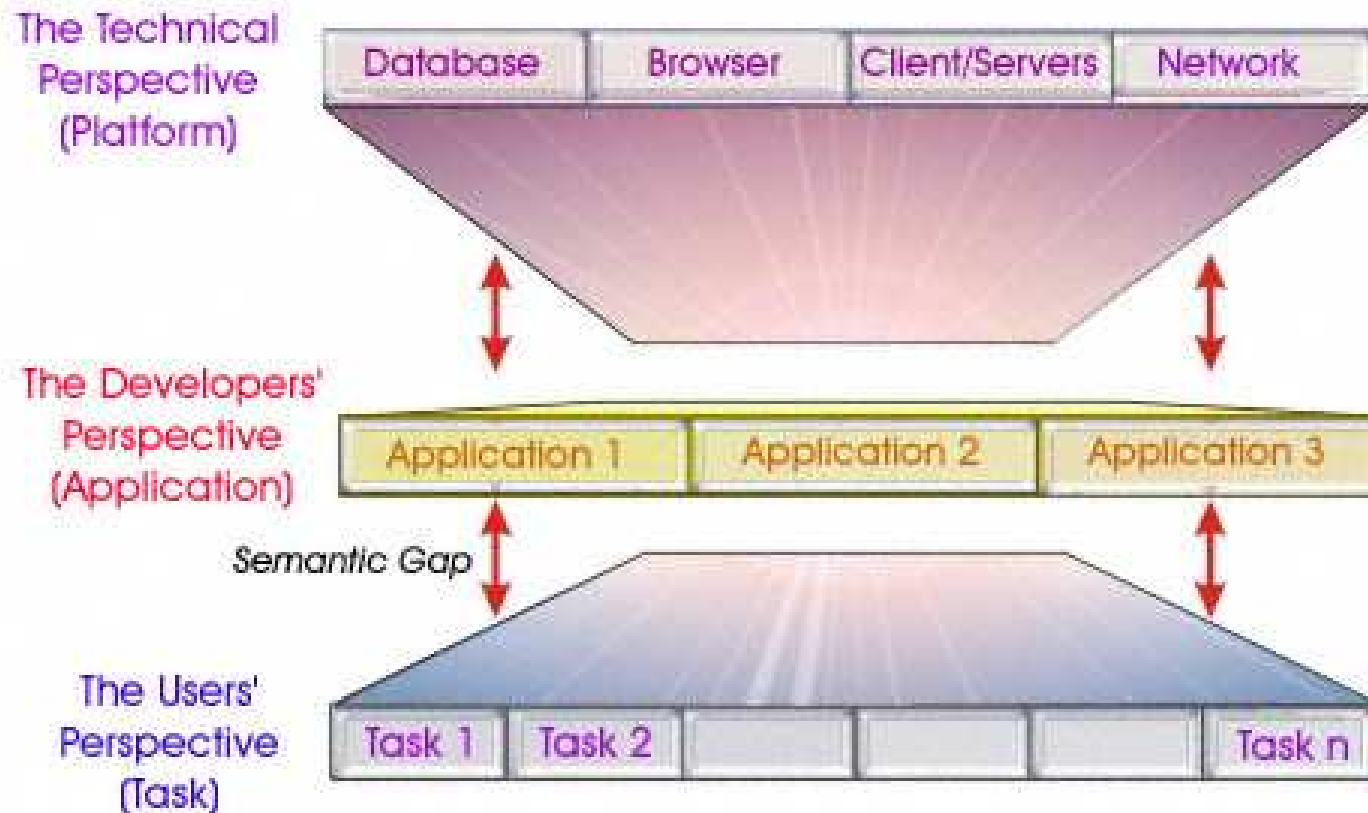 The Technical
Perspective
(Platform)
Database
Browser
Client/Servers
Network
The Developers'
Perspective
(Application)
Application 1
Application 2
Application 3
Semantic Gap
The Users'
Perspective
(Task)
Task 1
Task 2
Task n